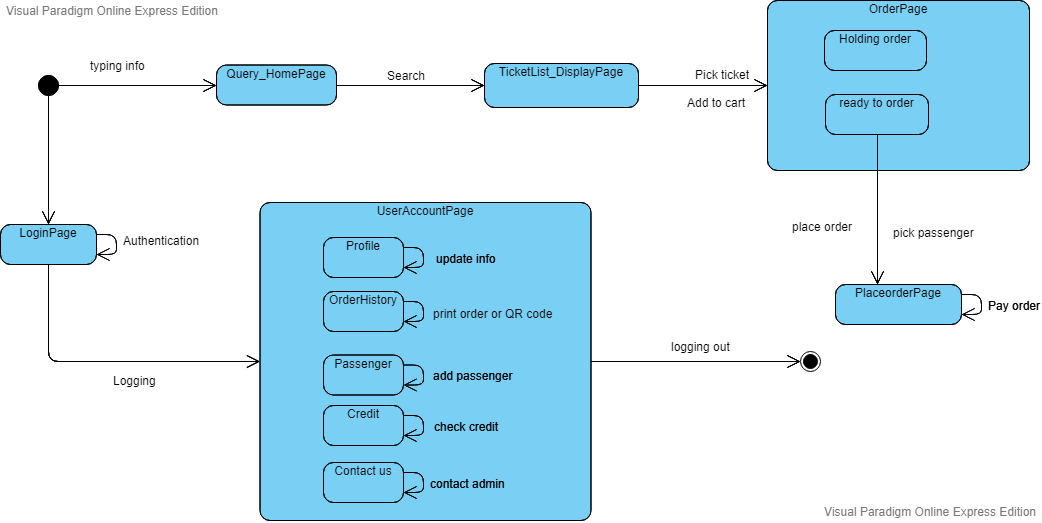 Visual Paradigm Online Express Edition
OrderPage
Holding order
typing info
Query_HomePage
Search
TicketList_DisplayPage
Pick ticket
Add to cart
ready to order
UserAccountPage
LoginPage
Authentication
place order
pick passenger
Profile
update info
OrderHistory
print order or QR code
PlaceorderPage
Pay order
logging out
Passenger
add passenger
Logging
Credit
check credit
Contact us
contact admin
Visual Paradigm Online Express Edition